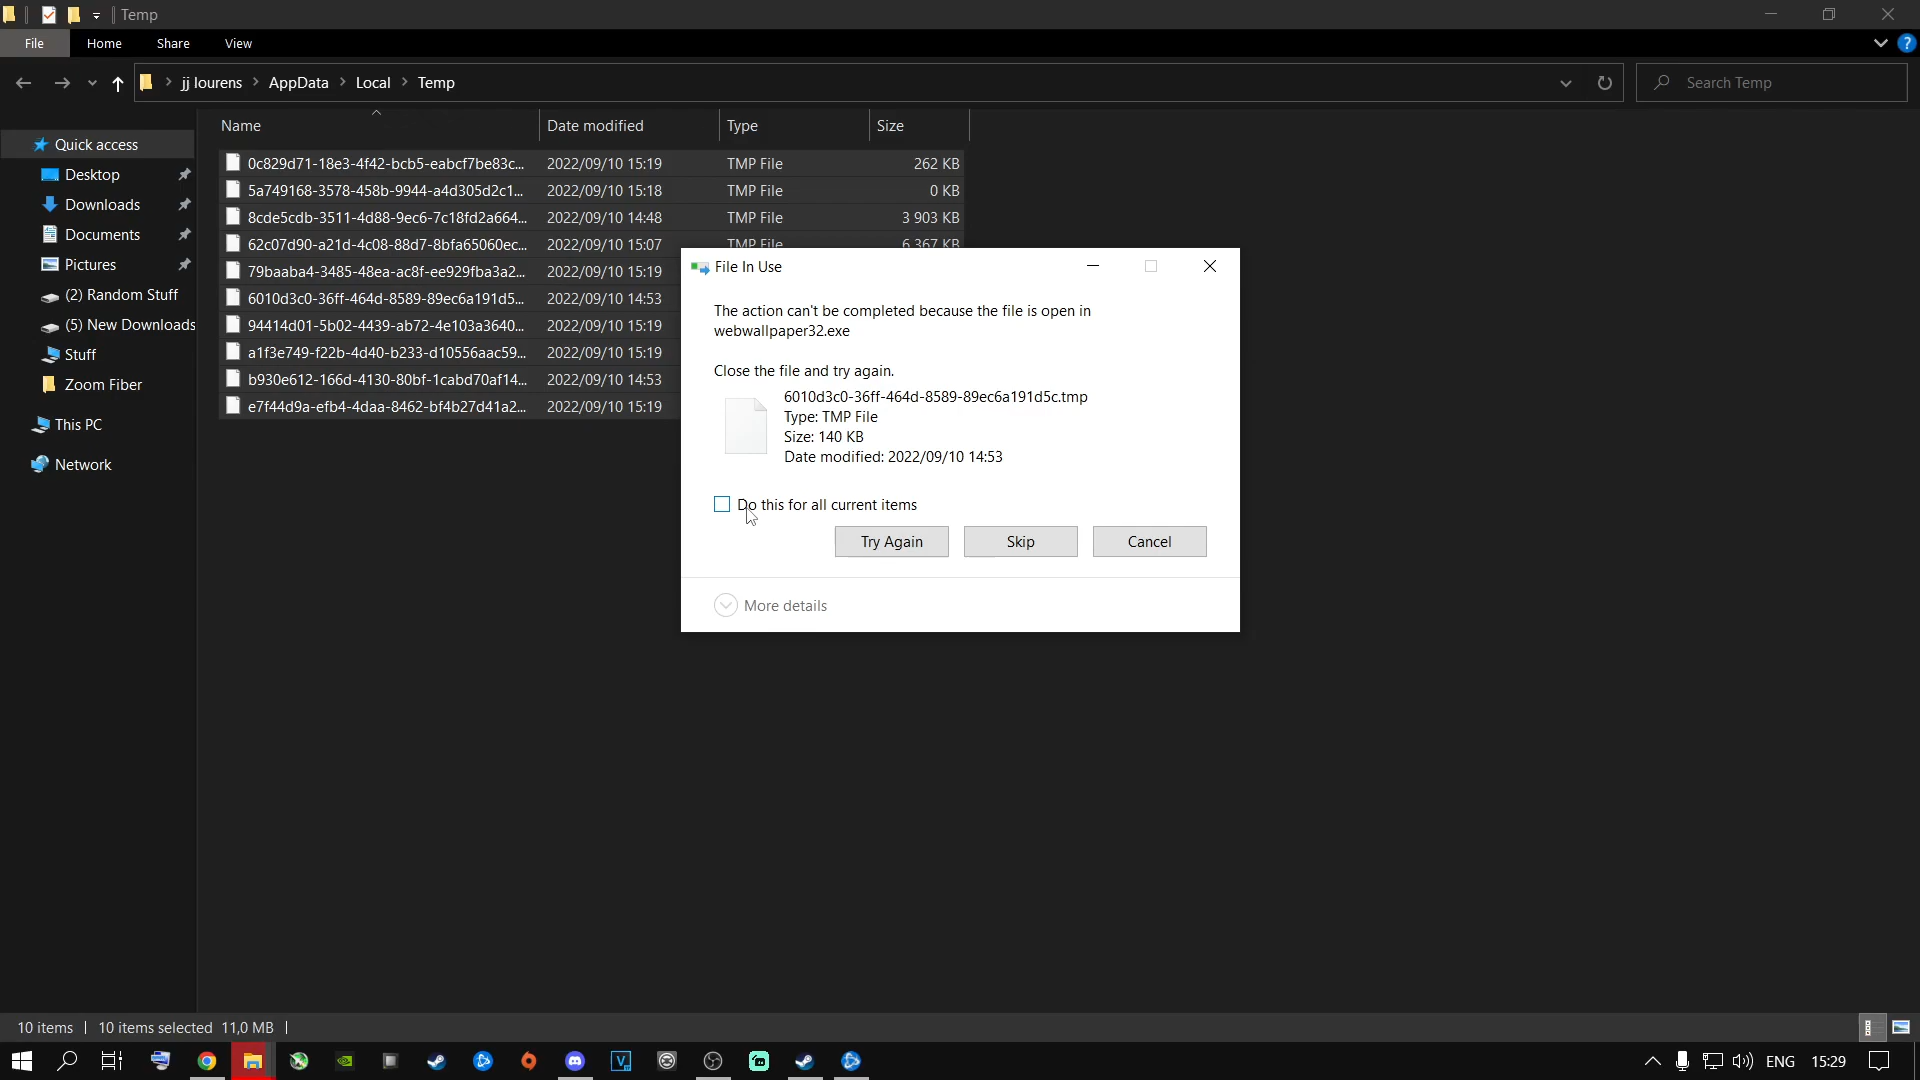 Temp
File Home Share View
jj lourens > AppData > Local > Temp
Search Temp
Name Date modified Type Size
Quick access
Desktop
Downloads
Documents
Pictures
(2) Random Stuff
(5) New Downloads
Stuff
Zoom Fiber
This PC
Network
0c829d71-18e3-4f42-bcb5-eabcf7be83c... 2022/09/10 15:19 TMP File 262 KB
5a749168-3578-458b-9944-a4d305d2c1... 2022/09/10 15:18 TMP File 0 KB
8cde5cdb-3511-4d88-9ec6-7c18fd2a664... 2022/09/10 14:48 TMP File 3 903 KB
62c07d90-a21d-4c08-88d7-8bfa65060ec... 2022/09/10 15:07 TMP File 6 367 KB
79baaba4-3485-48ea-ac8f-ee929fba3a2... 2022/09/10 15:19
6010d3c0-36ff-464d-8589-89ec6a191d5... 2022/09/10 14:53
94414d01-5b02-4439-ab72-4e103a3640... 2022/09/10 15:19
a1f3e749-f22b-4d40-b233-d10556aac59... 2022/09/10 15:19
b930e612-166d-4130-80bf-1cabd70af14... 2022/09/10 14:53
e7f44d9a-efb4-4daa-8462-bf4b27d41a2... 2022/09/10 15:19
File In Use
The action can't be completed because the file is open in
webwallpaper32.exe
Close the file and try again.
6010d3c0-36ff-464d-8589-89ec6a191d5c.tmp
Type: TMP File
Size: 140 KB
Date modified: 2022/09/10 14:53
Do this for all current items
Try Again Skip Cancel
More details
10 items 10 items selected 11,0 MB
ENG 15:29